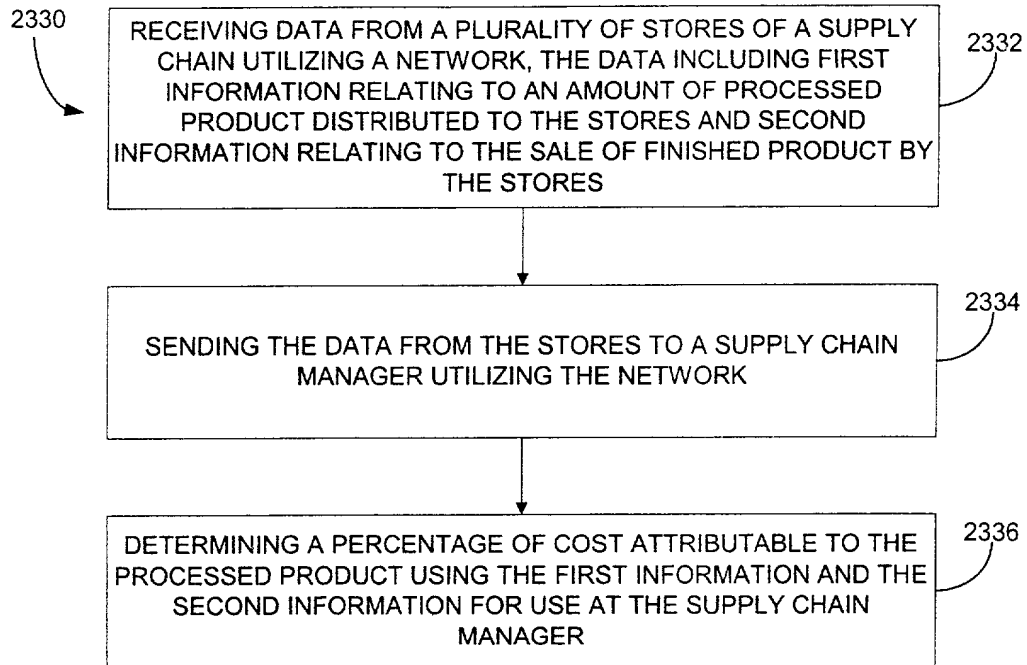 2330
RECEIVING DATA FROM A PLURALITY OF STORES OF A SUPPLY
CHAIN UTILIZING A NETWORK, THE DATA INCLUDING FIRST
INFORMATION RELATING TO AN AMOUNT OF PROCESSED
PRODUCT DISTRIBUTED TO THE STORES AND SECOND
INFORMATION RELATING TO THE SALE OF FINISHED PRODUCT BY
THE STORES
2332
SENDING THE DATA FROM THE STORES TO A SUPPLY CHAIN
MANAGER UTILIZING THE NETWORK
2334
DETERMINING A PERCENTAGE OF COST ATTRIBUTABLE TO THE
PROCESSED PRODUCT USING THE FIRST INFORMATION AND THE
SECOND INFORMATION FOR USE AT THE SUPPLY CHAIN
MANAGER
2336